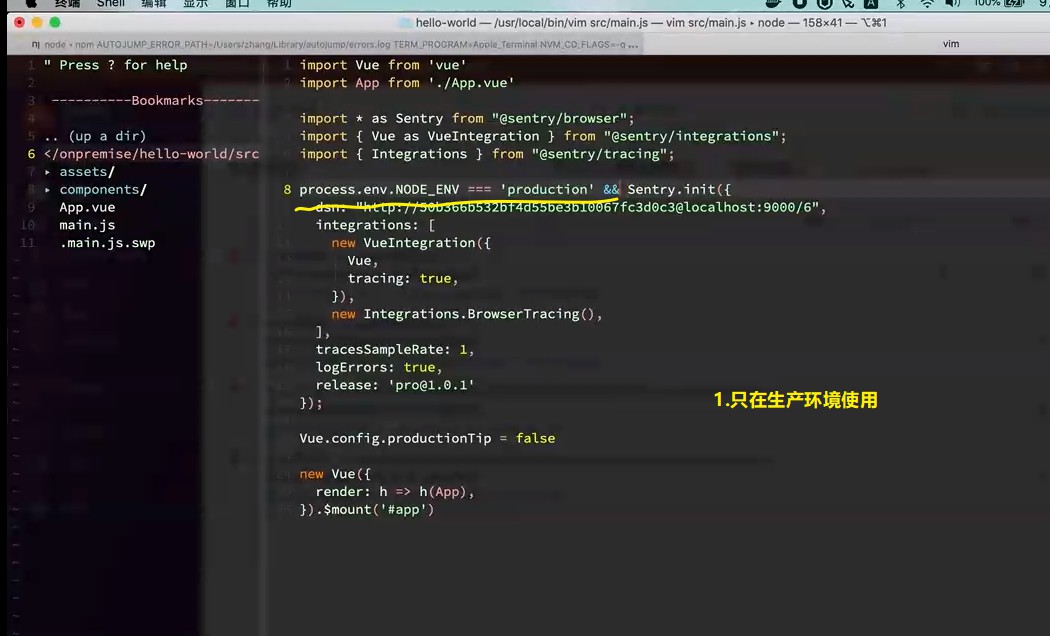 终端 Shell 编辑 显示 窗口 帮助 100%
hello-world — /usr/local/bin/vim src/main.js — vim src/main.js ▸ node — 158×41 — ⌥⌘1
node ◂ npm AUTOJUMP_ERROR_PATH=/Users/zhang/Library/autojump/errors.log TERM_PROGRAM=Apple_Terminal NVM_CD_FLAGS=-q ...
vim
1 " Press ? for help
2
3 ----------Bookmarks-------
4
5 .. (up a dir)
6 </onpremise/hello-world/src
7 ▸ assets/
8 ▸ components/
9 App.vue
10 main.js
11 .main.js.swp
1 import Vue from 'vue'
import App from './App.vue'
import * as Sentry from "@sentry/browser";
import { Vue as VueIntegration } from "@sentry/integrations";
import { Integrations } from "@sentry/tracing";
8 process.env.NODE_ENV === 'production' && Sentry.init({
dsn: "http://50b366b532bf4d55be3b10067fc3d0c3@localhost:9000/6",
integrations: [
new VueIntegration({
Vue,
tracing: true,
}),
new Integrations.BrowserTracing(),
],
tracesSampleRate: 1,
logErrors: true,
release: 'pro@1.0.1'
});
1.只在生产环境使用
Vue.config.productionTip = false
new Vue({
render: h => h(App),
}).$mount('#app')